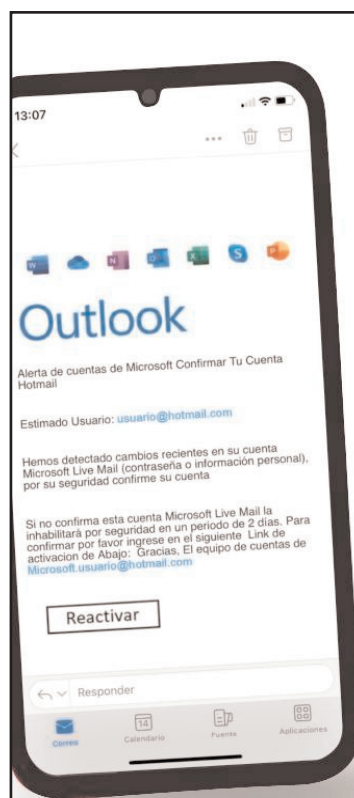 13:07
Outlook
Alerta de cuentas de Microsoft Confirmar Tu Cuenta
Hotmail
Estimado Usuario: usuario@hotmail.com
Hemos detectado cambios recientes en su cuenta
Microsoft Live Mail (contraseña o información personal),
por su seguridad confirme su cuenta
Si no confirma esta cuenta Microsoft Live Mail la
inhabilitará por seguridad en un periodo de 2 días. Para
confirmar por favor ingrese en el siguiente Link de
activacion de Abajo: Gracias, El equipo de cuentas de
Microsoft.usuario@hotmail.com
Reactivar
Responder
14
Correo Calendario Fuente Aplicaciones